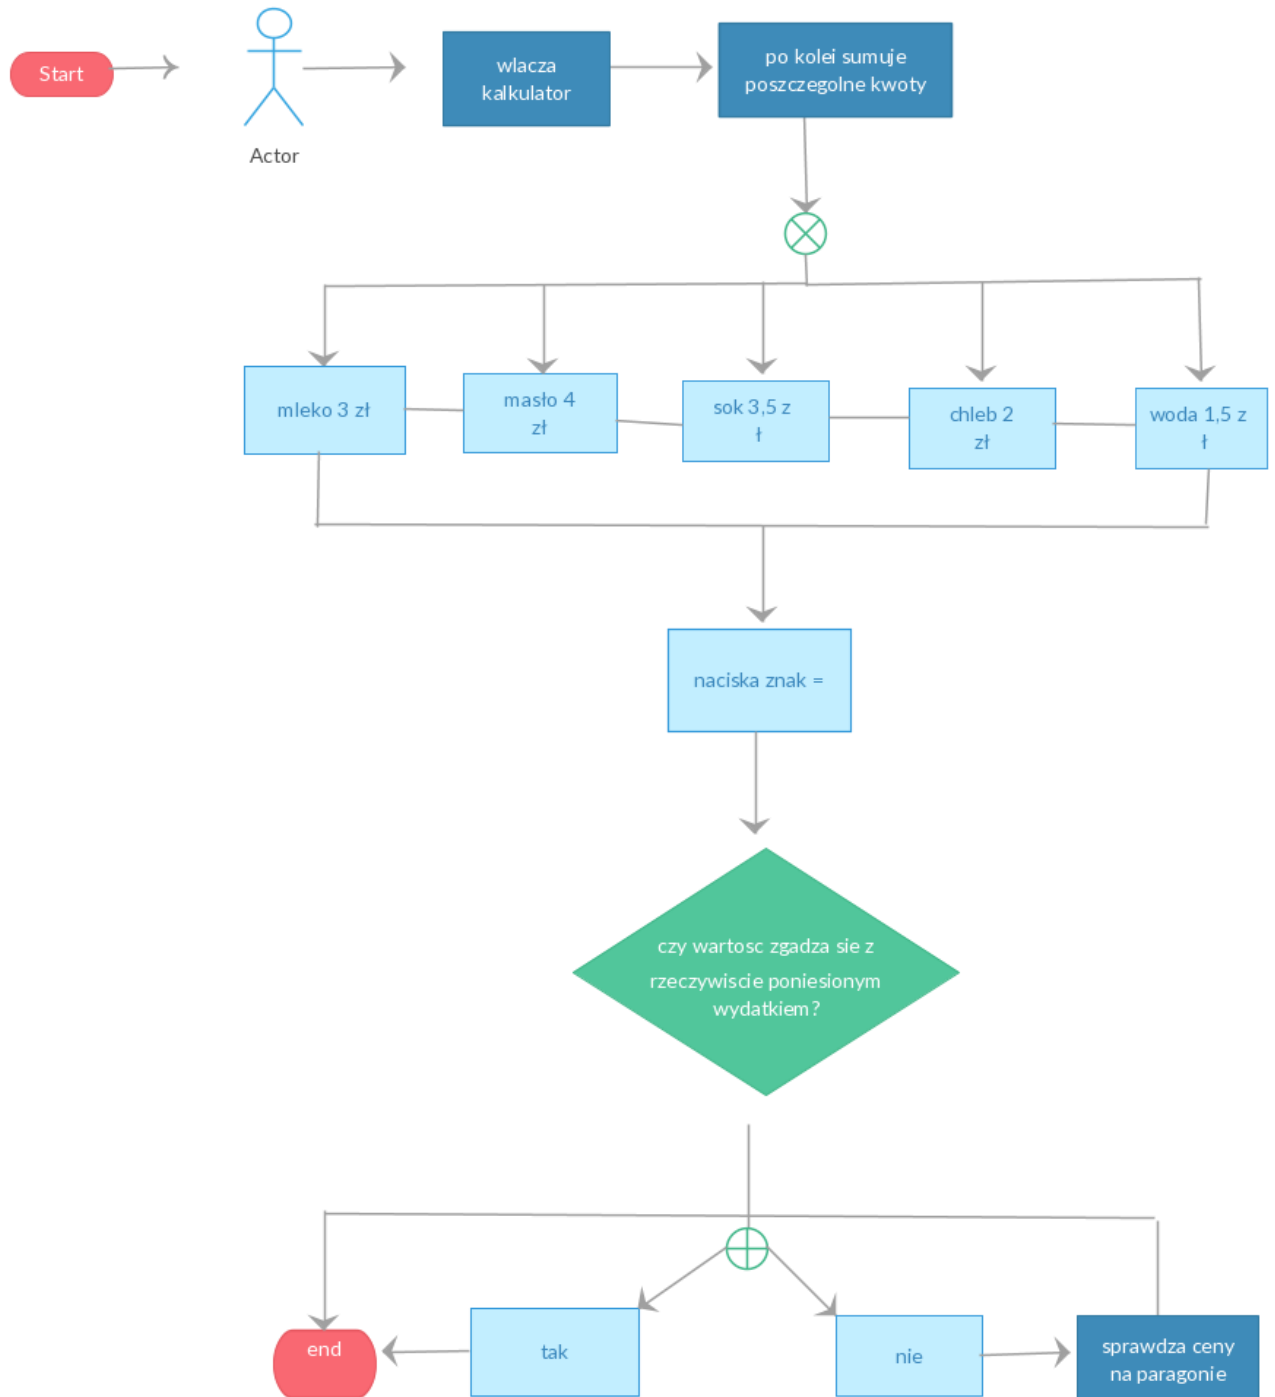 Start
Actor
wlacza
kalkulator
po kolei sumuje
poszczegolne kwoty
mleko 3 zł
masło 4
zł
sok 3,5 z
ł
chleb 2
zł
woda 1,5 z
ł
naciska znak =
czy wartosc zgadza sie z
rzeczywiscie poniesionym
wydatkiem?
end
tak
nie
sprawdza ceny
na paragonie